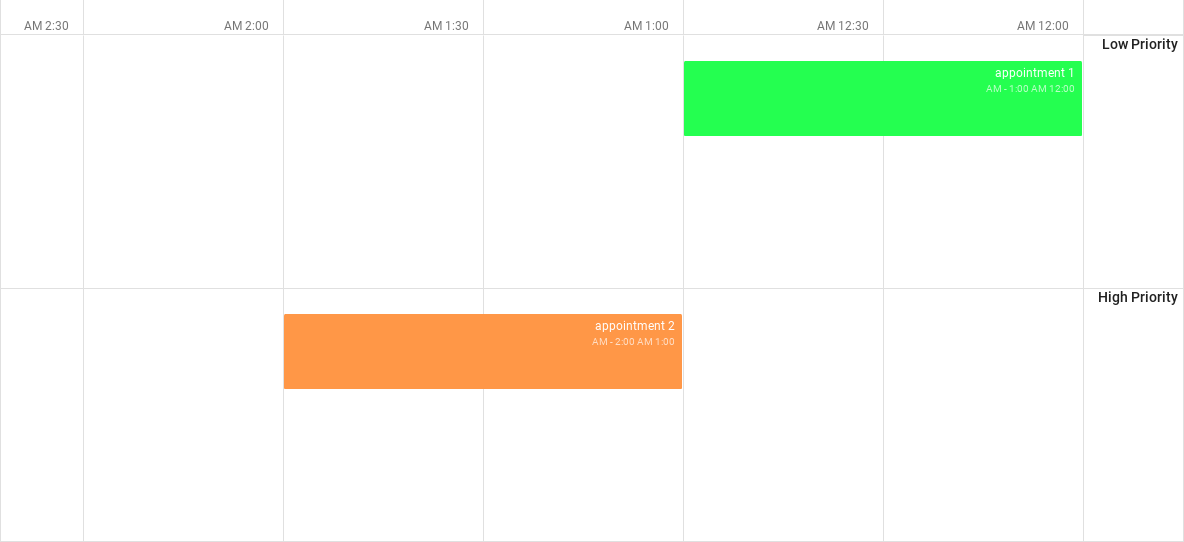 AM 2:30 AM 2:00 AM 1:30 AM 1:00 AM 12:30 AM 12:00
Low Priority
appointment 1
AM - 1:00 AM 12:00
High Priority
appointment 2
AM - 2:00 AM 1:00